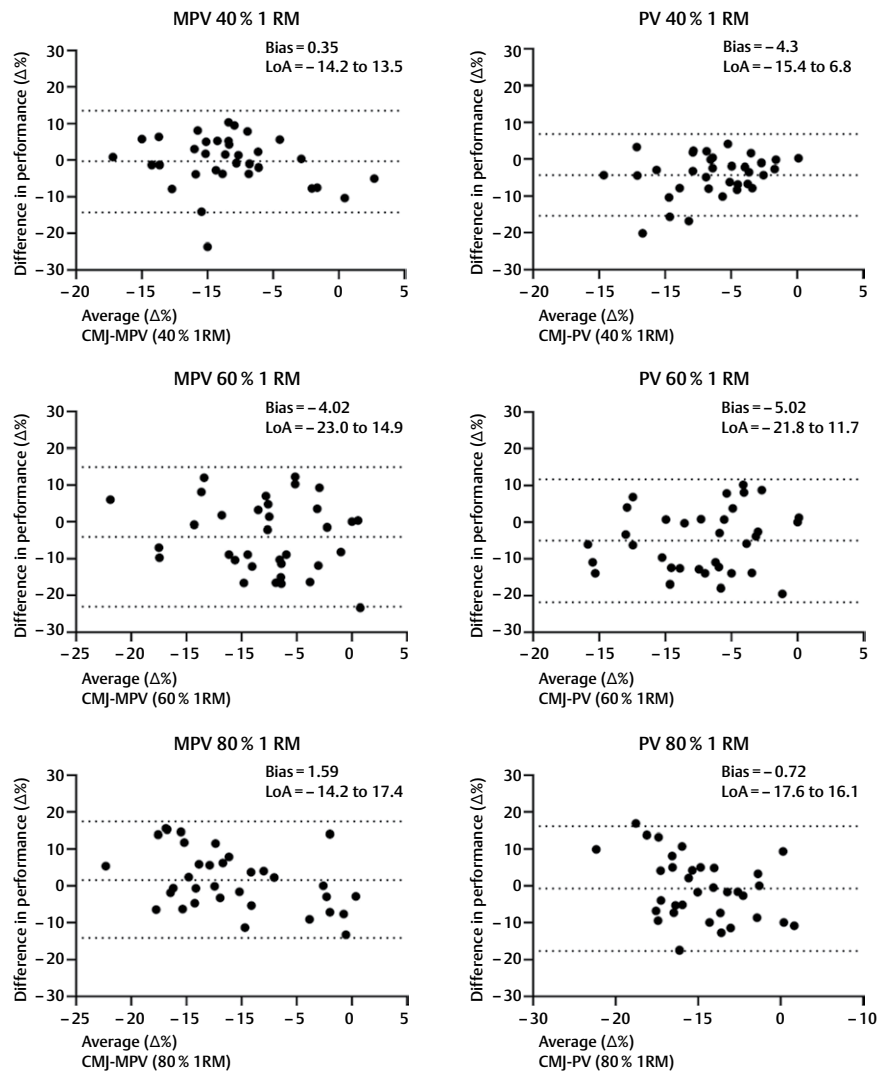 MPV 40 % 1 RM
Bias = 0.35
LoA = – 14.2 to 13.5
Difference in performance (Δ%)
30
20
10
0
– 10
– 20
– 30
– 20
– 15
– 15
– 5
0
5
Average (Δ%)
CMJ-MPV (40 % 1RM)
PV 40 % 1 RM
Bias = – 4.3
LoA = – 15.4 to 6.8
Difference in performance (Δ%)
30
20
10
0
– 10
– 20
– 30
– 20
– 15
– 15
– 5
0
5
Average (Δ%)
CMJ-PV (40 % 1RM)
MPV 60 % 1 RM
Bias = – 4.02
LoA = – 23.0 to 14.9
Difference in performance (Δ%)
30
20
10
0
– 10
– 20
– 30
– 25
– 20
– 15
– 15
– 5
0
5
Average (Δ%)
CMJ-MPV (60 % 1RM)
PV 60 % 1 RM
Bias = – 5.02
LoA = – 21.8 to 11.7
Difference in performance (Δ%)
30
20
10
0
– 10
– 20
– 30
– 20
– 15
– 15
– 5
0
5
Average (Δ%)
CMJ-PV (60 % 1RM)
MPV 80 % 1 RM
Bias = 1.59
LoA = – 14.2 to 17.4
Difference in performance (Δ%)
30
20
10
0
– 10
– 20
– 30
– 25
– 20
– 15
– 15
– 5
0
5
Average (Δ%)
CMJ-MPV (80 % 1RM)
PV 80 % 1 RM
Bias = – 0.72
LoA = – 17.6 to 16.1
Difference in performance (Δ%)
30
20
10
0
– 10
– 20
– 30
– 30
– 20
– 15
0
– 10
Average (Δ%)
CMJ-PV (80 % 1RM)